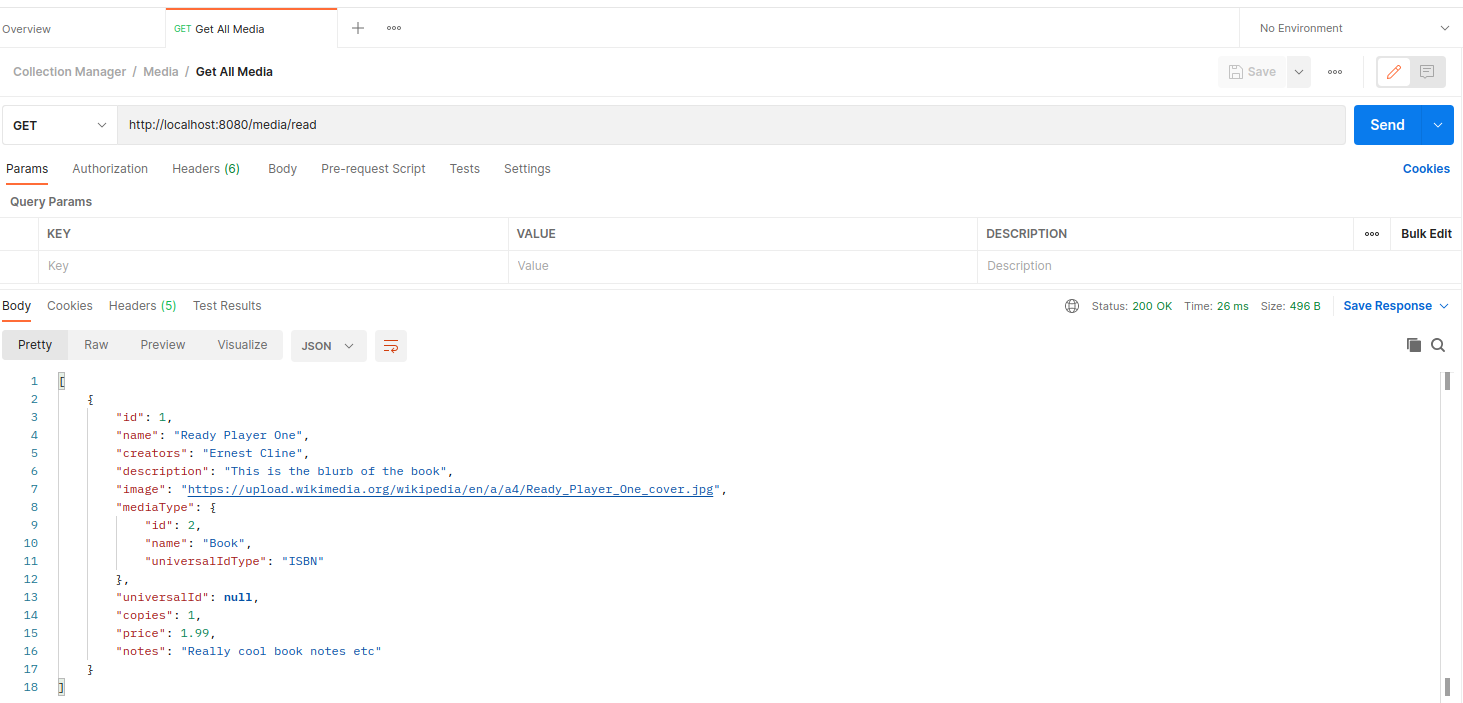 Overview GET Get All Media No Environment
Collection Manager / Media / Get All Media Save
GET http://localhost:8080/media/read Send
Params Authorization Headers (6) Body Pre-request Script Tests Settings Cookies
Query Params
KEY VALUE DESCRIPTION Bulk Edit
Key Value Description
Body Cookies Headers (5) Test Results Status: 200 OK Time: 26 ms Size: 496 B Save Response
Pretty Raw Preview Visualize JSON
1 [
2 {
3 "id": 1,
4 "name": "Ready Player One",
5 "creators": "Ernest Cline",
6 "description": "This is the blurb of the book",
7 "image": "https://upload.wikimedia.org/wikipedia/en/a/a4/Ready_Player_One_cover.jpg",
8 "mediaType": {
9 "id": 2,
10 "name": "Book",
11 "universalIdType": "ISBN"
12 },
13 "universalId": null,
14 "copies": 1,
15 "price": 1.99,
16 "notes": "Really cool book notes etc"
17 }
18 ]